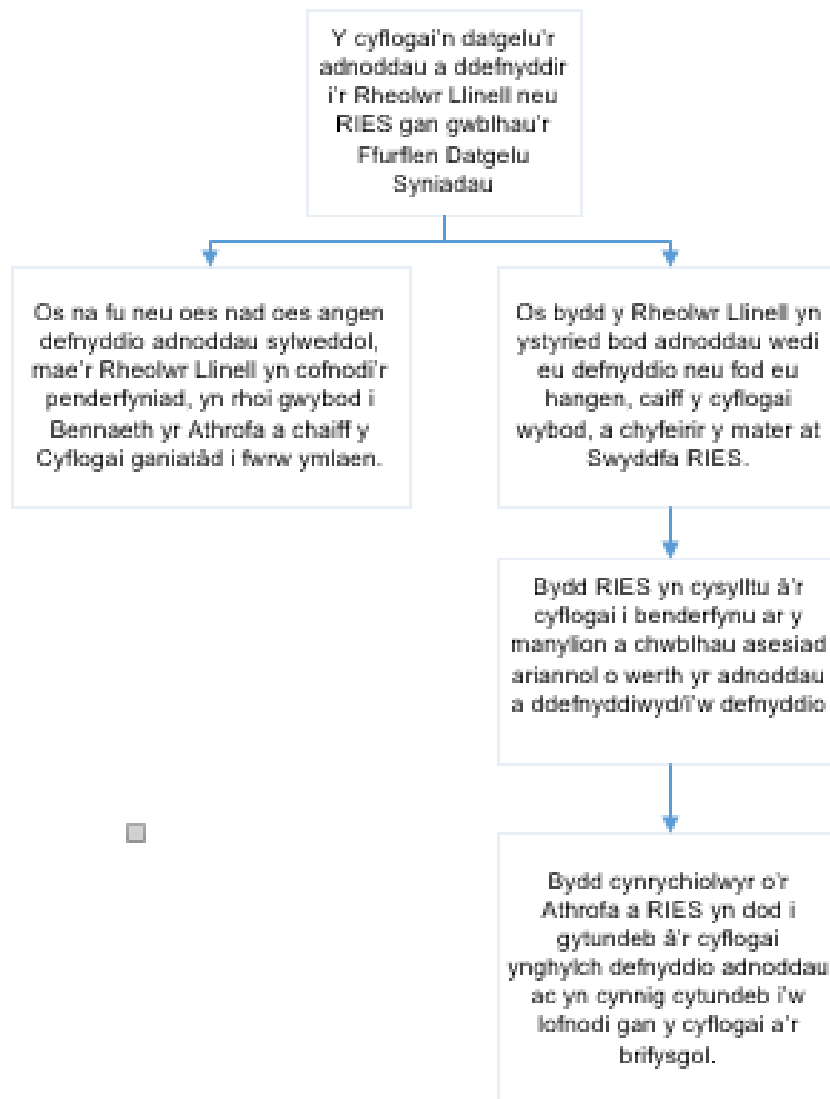 Y cyflogai'n datgelu'r
adnoddau a ddefnyddir
i'r Rheolwr Llinell neu
RIES gan gwblhau'r
Ffurflen Datgelu
Syniadau
Os na fu neu oes nad oes angen
defnyddio adnoddau sylweddol,
mae'r Rheolwr Llinell yn cofnodi'r
penderfyniad, yn rhoi gwybod i
Bennaeth yr Athrofa a chaiff y
Cyflogai ganiatâd i fwrw ymlaen.
Os bydd y Rheolwr Llinell yn
ystyried bod adnoddau wedi
eu defnyddio neu fod eu
hangen, caiff y cyflogai
wybod, a chyfeirir y mater at
Swyddfa RIES.
Bydd RIES yn cysylltu â'r
cyflogai i benderfynu ar y
manylion a chwblhau asesiad
ariannol o werth yr adnoddau
a ddefnyddiwyd/i'w defnyddio
Bydd cynrychiolwyr o'r
Athrofa a RIES yn dod i
gytundeb â'r cyflogai
ynghylch defnyddio adnoddau
ac yn cynnig cytundeb i'w
lofnodi gan y cyflogai a'r
brifysgol.